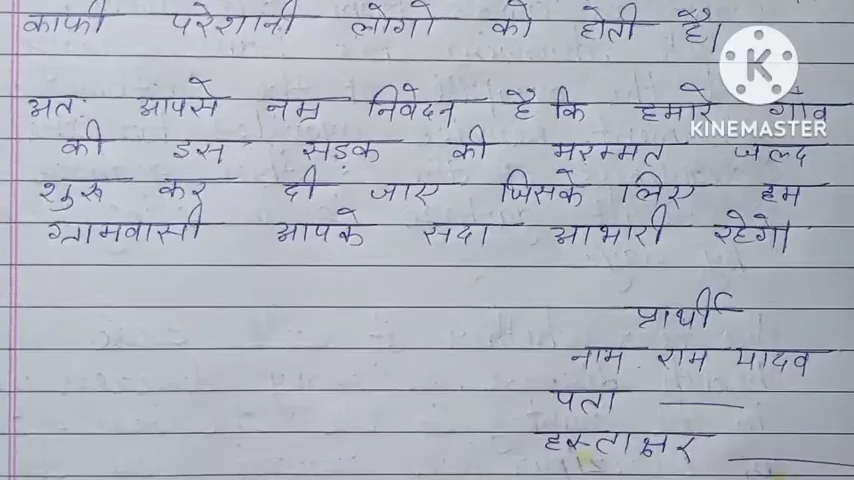 काफी परेशानी लोगो को होती है।
अतः आपसे नम्र निवेदन है कि हमारे गाँव
की इस सड़क की मरम्मत जल्द
शुरू कर दी जाए जिसके लिए हम
ग्रामवासी आपके सदा आभारी रहेगे।
प्रार्थी
नाम राम यादव
पता
हस्ताक्षर
KINEMASTER